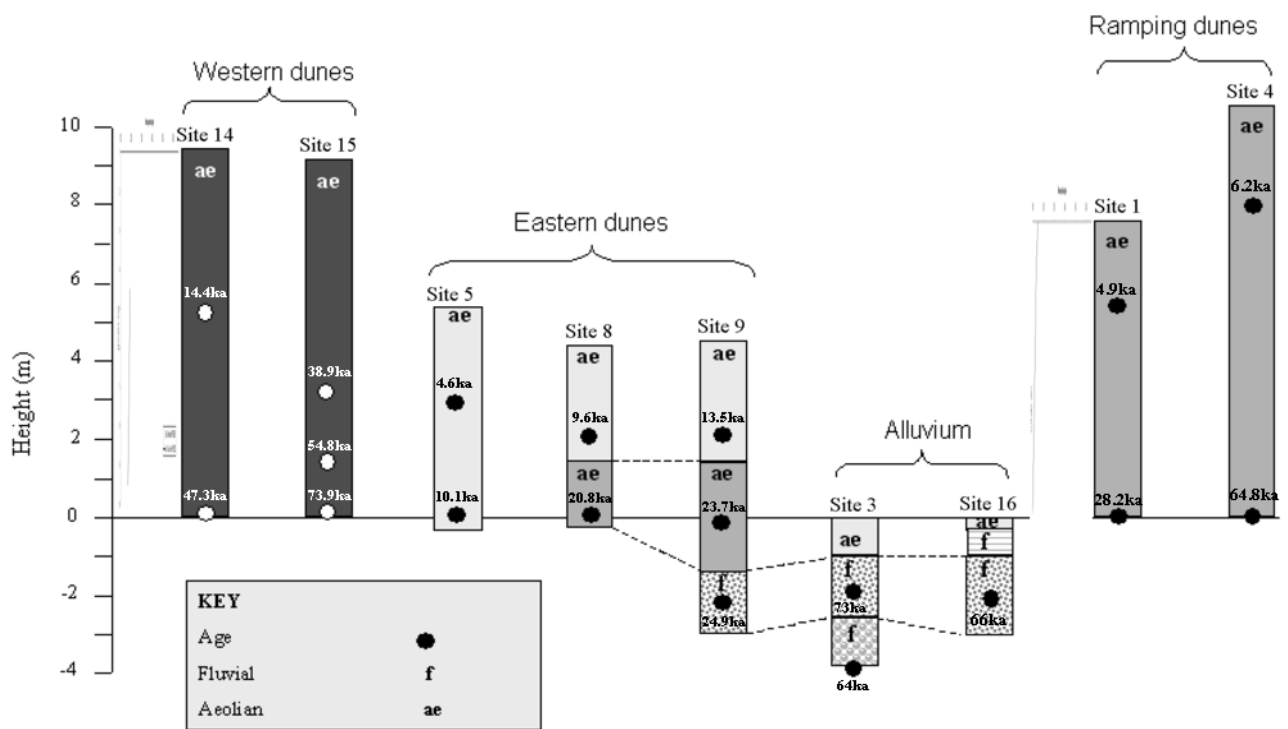 Ramping dunes
Western dunes
Site 4
Site 14
Site 15
10
ae
ae
ae
6.2ka
8
Site 1
Eastern dunes
ae
6
Site 5
14.4ka
4.9ka
ae
Site 8
Site 9
ae
ae
4
38.9ka
4.6ka
9.6ka
13.5ka
Alluvium
2
54.8ka
ae
ae
47.3ka
73.9ka
10.1ka
20.8ka
23.7ka
28.2ka
64.8ka
Site 3
Site 16
0
ae
ae
f
f
f
f
-2
73ka
24.9ka
66ka
f
-4
64ka
Height (m)
KEY
Age
Fluvial f
Aeolian ae